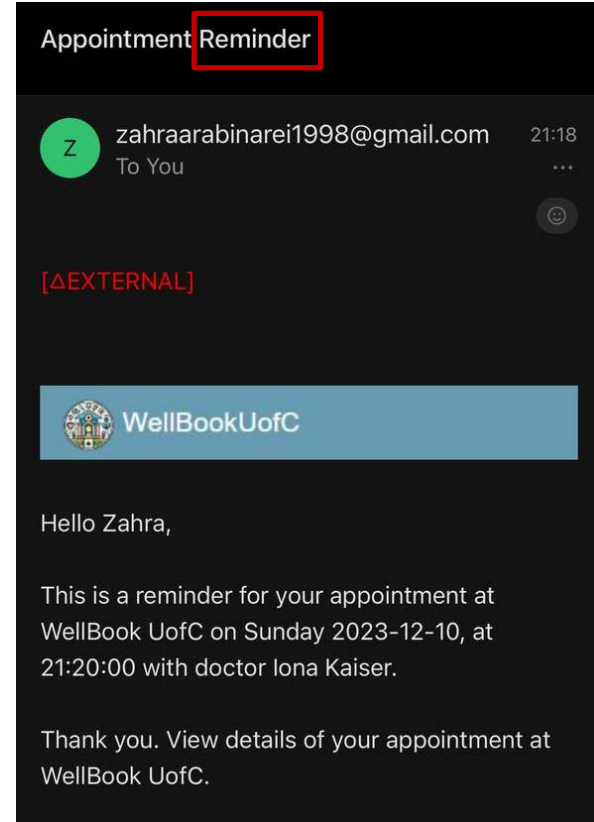 Appointment Reminder
Z
zahraarabinarei1998@gmail.com 21:18
To You
...
[△EXTERNAL]
WellBookUofC
Hello Zahra,
This is a reminder for your appointment at
WellBook UofC on Sunday 2023-12-10, at
21:20:00 with doctor Iona Kaiser.
Thank you. View details of your appointment at
WellBook UofC.